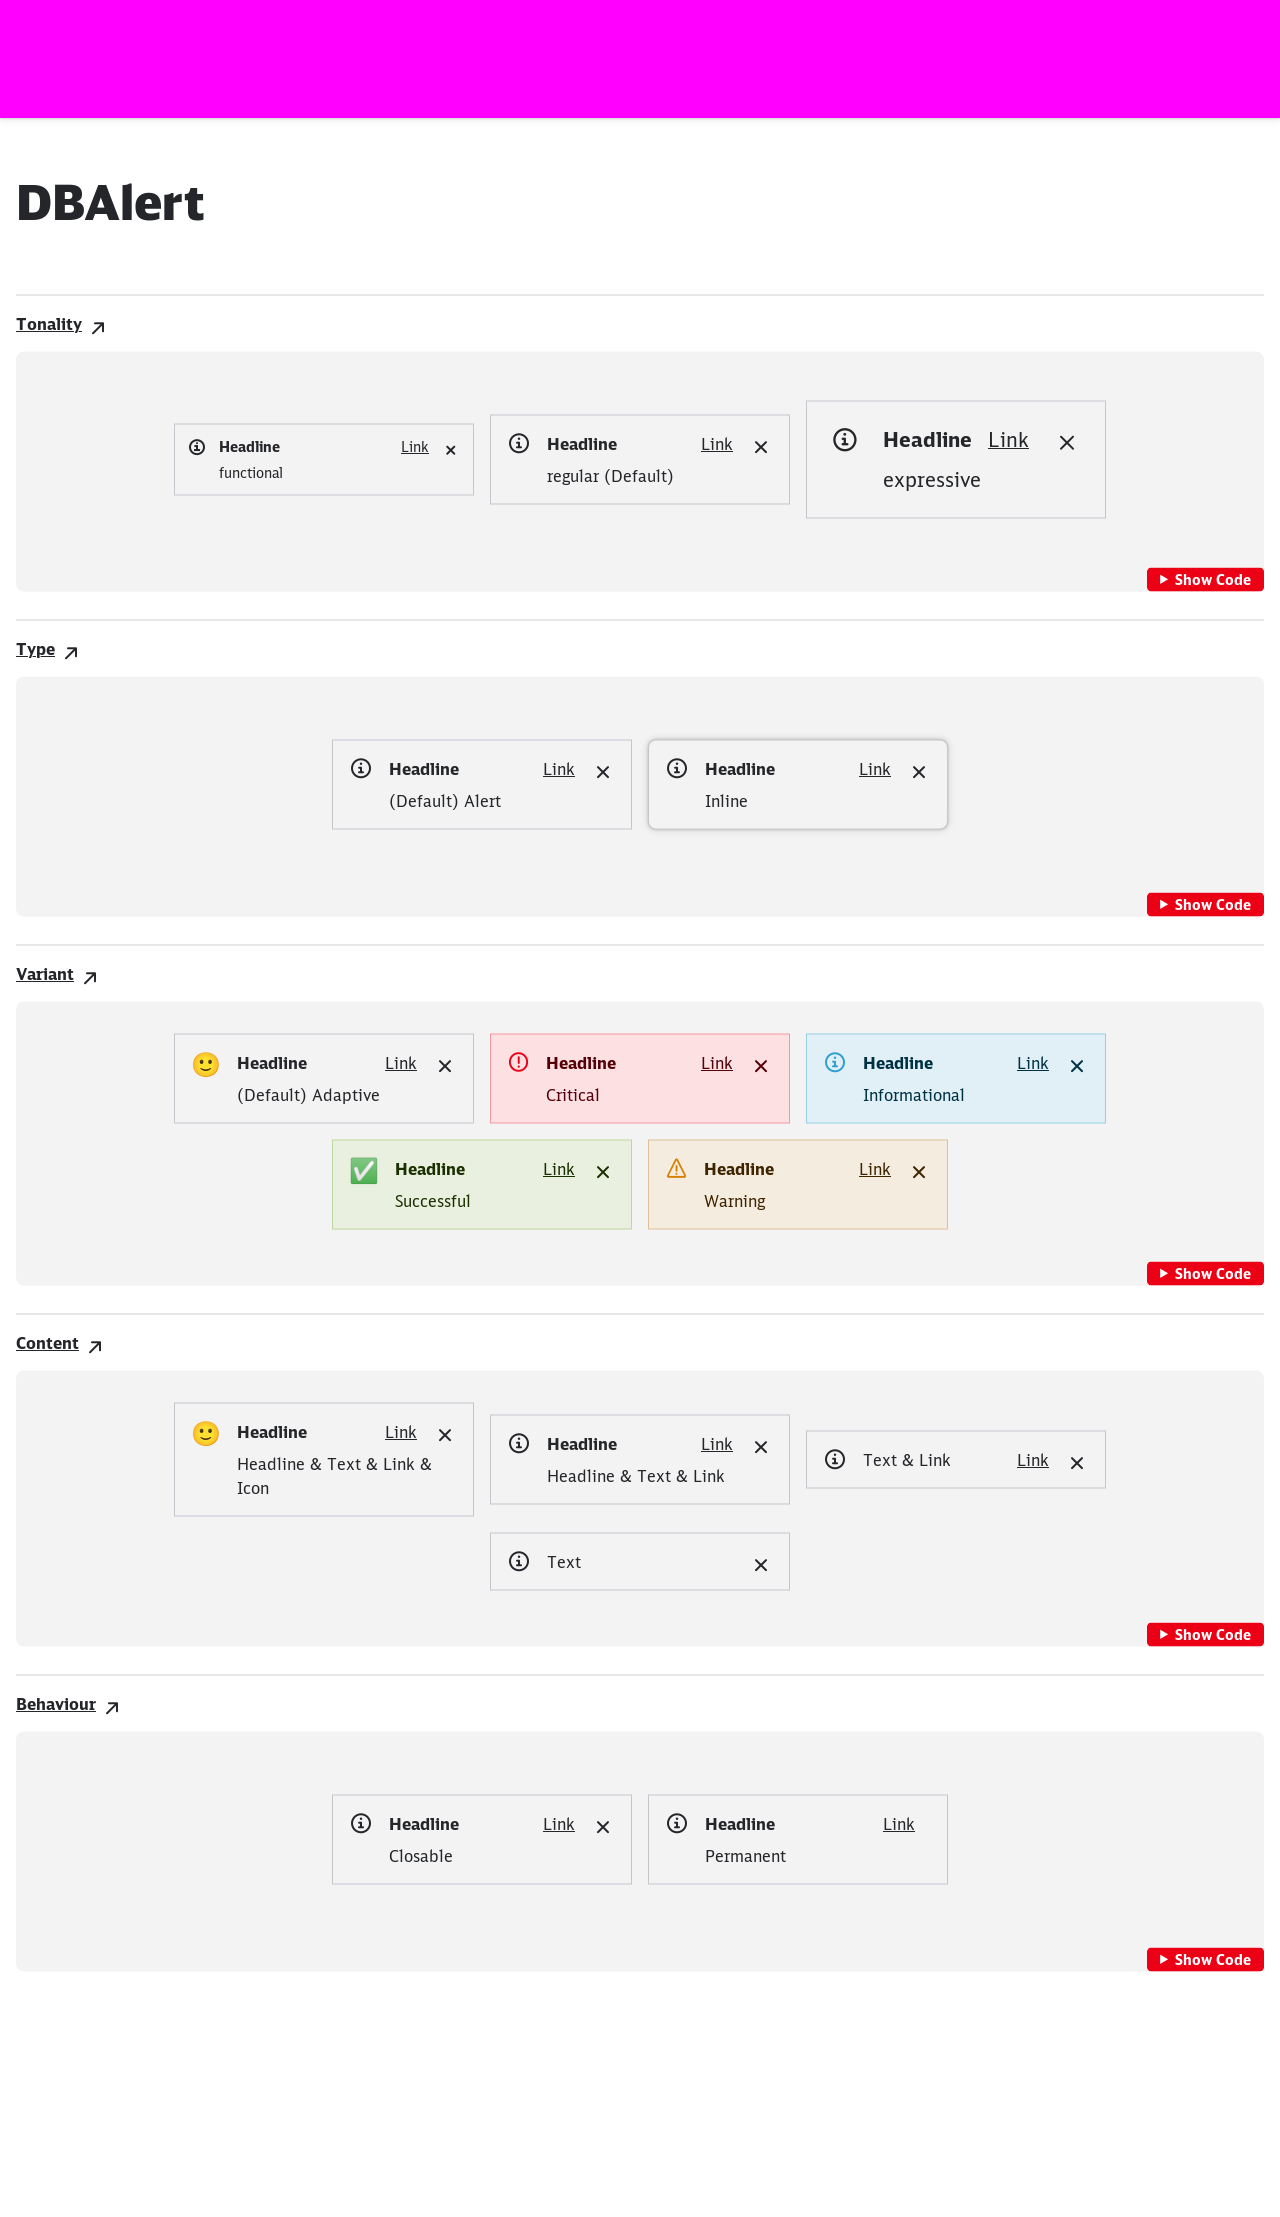 DBAlert
Tonality
Headline Link
functional
Headline Link
regular (Default)
Headline Link
expressive
Show Code
Type
Headline Link
(Default) Alert
Headline Link
Inline
Show Code
Variant
Headline Link
(Default) Adaptive
Headline Link
Critical
Headline Link
Informational
Headline Link
Successful
Headline Link
Warning
Show Code
Content
Headline Link
Headline & Text & Link &
Icon
Headline Link
Headline & Text & Link
Text & Link Link
Text
Show Code
Behaviour
Headline Link
Closable
Headline Link
Permanent
Show Code